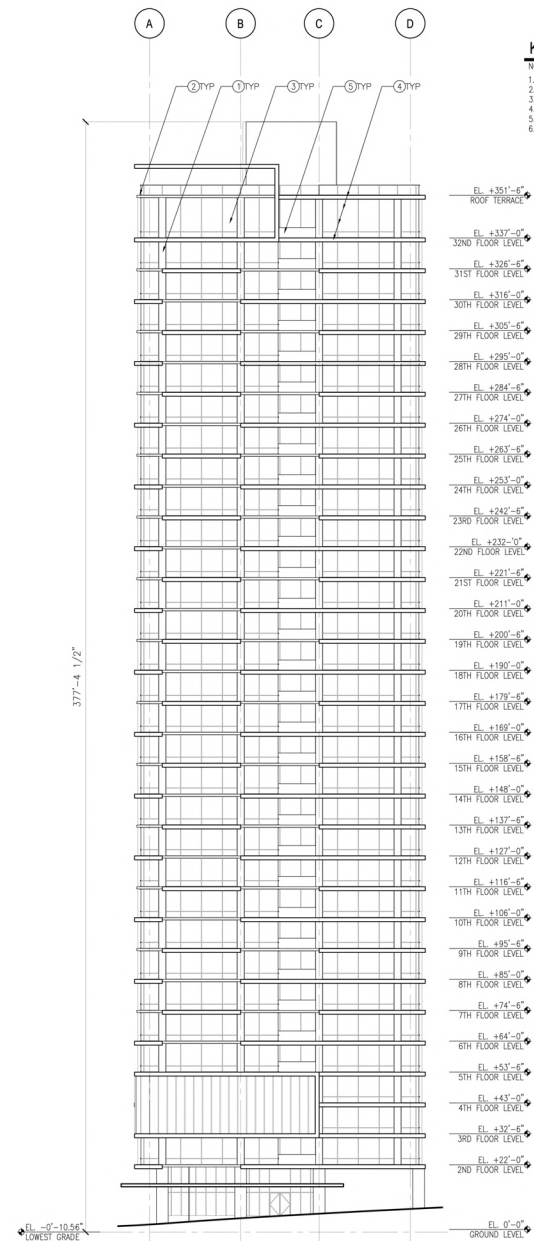 A B C D
K
N
1.
2.
3.
4.
5.
6.
2 TYP 1 TYP 3 TYP 5 TYP 4 TYP
EL. +351'-6"
ROOF TERRACE
EL. +337'-0"
32ND FLOOR LEVEL
EL. +326'-6"
31ST FLOOR LEVEL
EL. +316'-0"
30TH FLOOR LEVEL
EL. +305'-6"
29TH FLOOR LEVEL
EL. +295'-0"
28TH FLOOR LEVEL
EL. +284'-6"
27TH FLOOR LEVEL
EL. +274'-0"
26TH FLOOR LEVEL
EL. +263'-6"
25TH FLOOR LEVEL
EL. +253'-0"
24TH FLOOR LEVEL
EL. +242'-6"
23RD FLOOR LEVEL
EL. +232-'0"
22ND FLOOR LEVEL
EL. +221'-6"
21ST FLOOR LEVEL
EL. +211'-0"
20TH FLOOR LEVEL
EL. +200'-6"
19TH FLOOR LEVEL
EL. +190'-0"
18TH FLOOR LEVEL
377'-4 1/2"
EL. +179'-6"
17TH FLOOR LEVEL
EL. +169'-0"
16TH FLOOR LEVEL
EL. +158'-6"
15TH FLOOR LEVEL
EL. +148'-0"
14TH FLOOR LEVEL
EL. +137'-6"
13TH FLOOR LEVEL
EL. +127'-0"
12TH FLOOR LEVEL
EL. +116'-6"
11TH FLOOR LEVEL
EL. +106'-0"
10TH FLOOR LEVEL
EL. +95'-6"
9TH FLOOR LEVEL
EL. +85'-0"
8TH FLOOR LEVEL
EL. +74'-6"
7TH FLOOR LEVEL
EL. +64'-0"
6TH FLOOR LEVEL
EL. +53'-6"
5TH FLOOR LEVEL
EL. +43'-0"
4TH FLOOR LEVEL
EL. +32'-6"
3RD FLOOR LEVEL
EL. +22'-0"
2ND FLOOR LEVEL
EL. -0'-10.56"
LOWEST GRADE
EL. 0'-0"
GROUND LEVEL